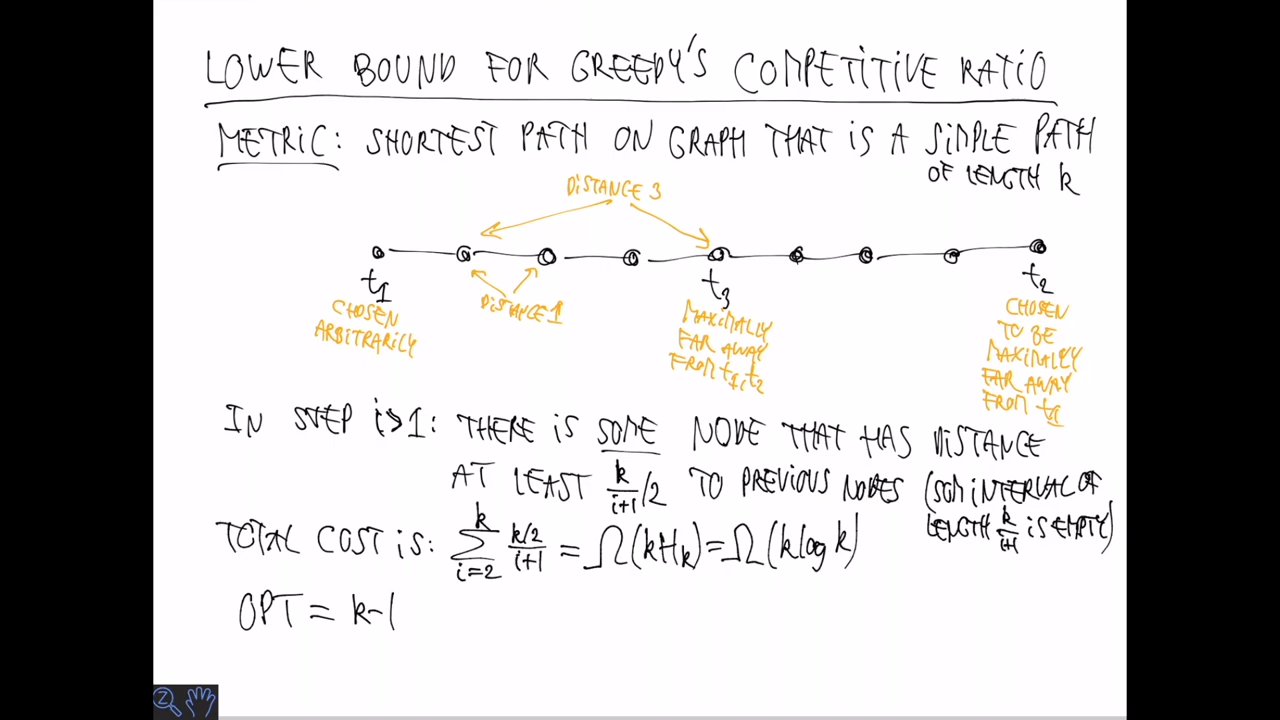 LOWER BOUND FOR GREEDY'S COMPETITIVE RATIO
METRIC: SHORTEST PATH ON GRAPH THAT IS A SIMPLE PATH
OF LENGTH k
DISTANCE 3
t1
t3
t2
DISTANCE 1
CHOSEN
ARBITRARILY
MAXIMALLY
FAR AWAY
FROM t1, t2
CHOSEN
TO BE
MAXIMALLY
FAR AWAY
FROM t1
IN STEP i>1: THERE IS SOME NODE THAT HAS DISTANCE
AT LEAST k/(i+1)/2 TO PREVIOUS NODES (SOM INTERVAL OF
LENGTH k/(i+1) IS EMPTY)
TOTAL COST IS: ∑_{i=2}^{k} (k/2)/(i+1) = Ω(kH_k) = Ω(k log k)
OPT = k-1
Z